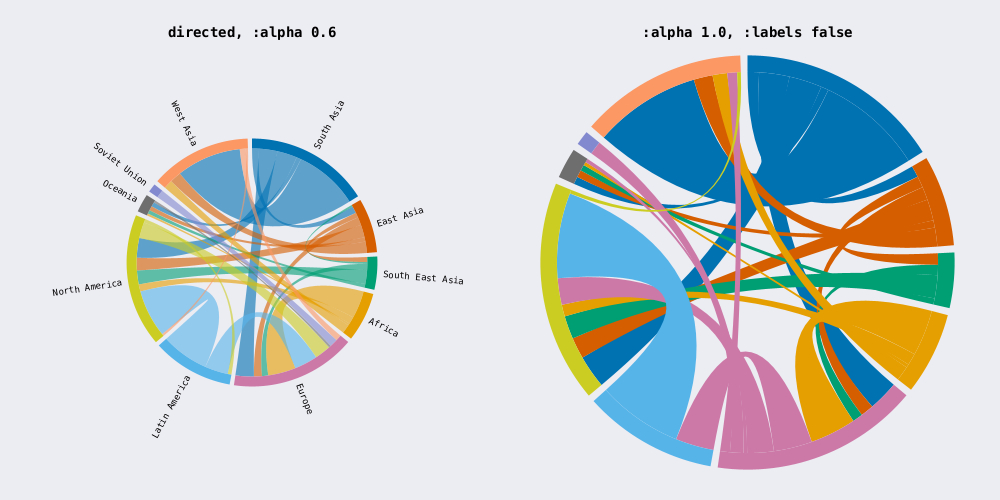 directed, :alpha 0.6
:alpha 1.0, :labels false
West Asia
South Asia
Soviet Union
Oceania
East Asia
South East Asia
North America
Africa
Latin America
Europe